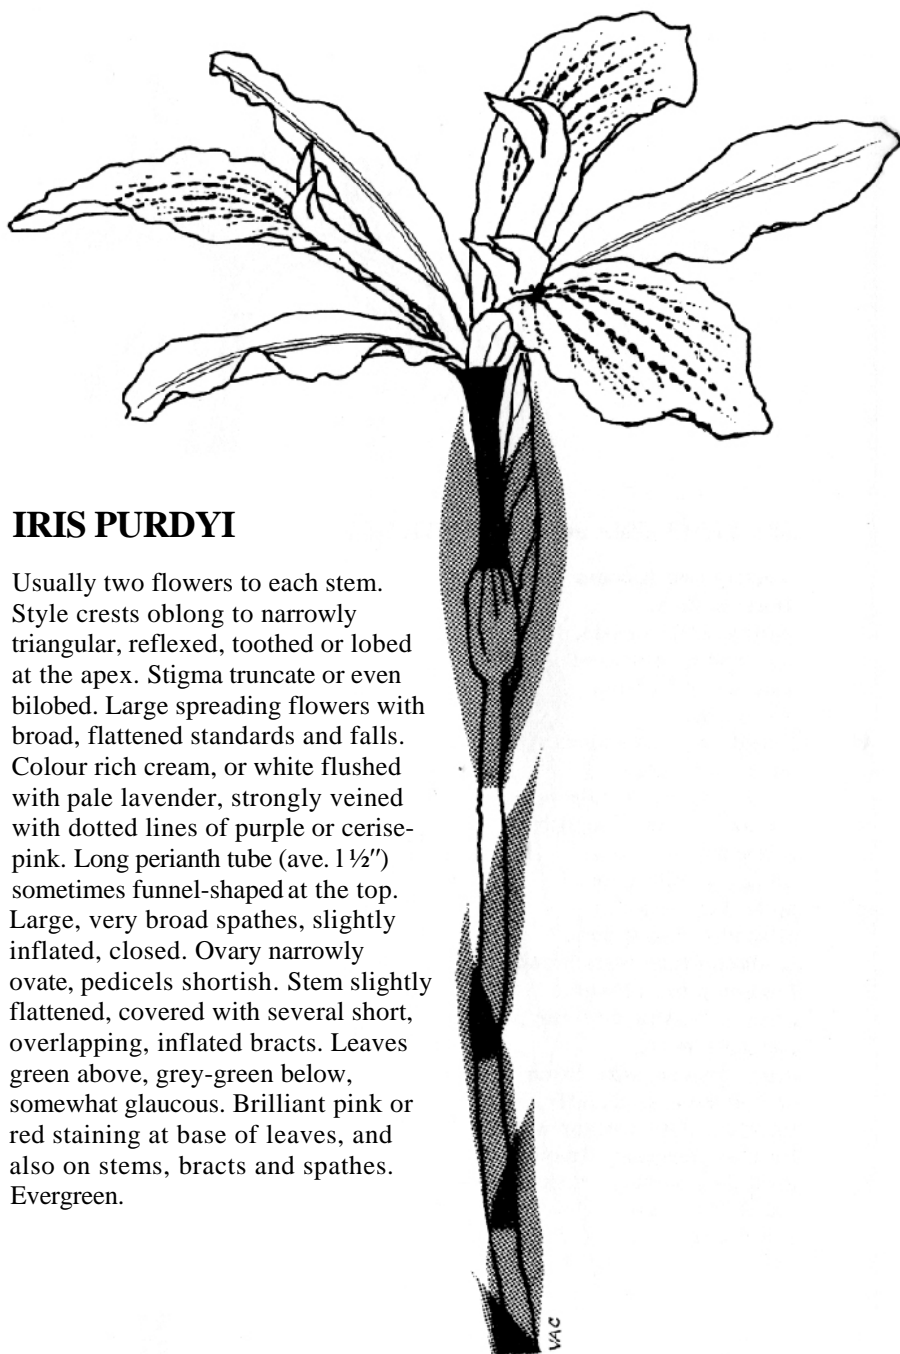 IRIS PURDYI
Usually two flowers to each stem.
Style crests oblong to narrowly
triangular, reflexed, toothed or lobed
at the apex. Stigma truncate or even
bilobed. Large spreading flowers with
broad, flattened standards and falls.
Colour rich cream, or white flushed
with pale lavender, strongly veined
with dotted lines of purple or cerise-
pink. Long perianth tube (ave. l ½″)
sometimes funnel-shaped at the top.
Large, very broad spathes, slightly
inflated, closed. Ovary narrowly
ovate, pedicels shortish. Stem slightly
flattened, covered with several short,
overlapping, inflated bracts. Leaves
green above, grey-green below,
somewhat glaucous. Brilliant pink or
red staining at base of leaves, and
also on stems, bracts and spathes.
Evergreen.
VAC